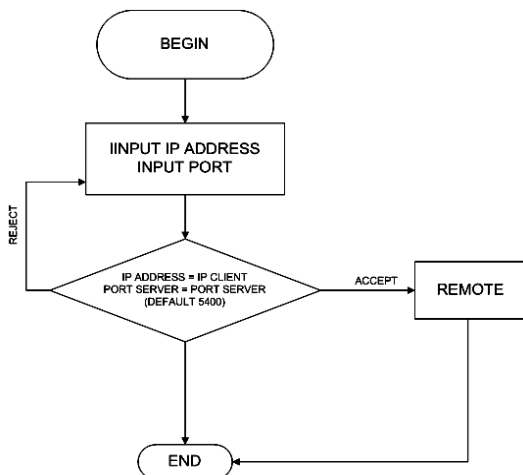 BEGIN
IINPUT IP ADDRESS
INPUT PORT
REJECT
IP ADDRESS = IP CLIENT
PORT SERVER = PORT SERVER
(DEFAULT 5400)
ACCEPT
REMOTE
END